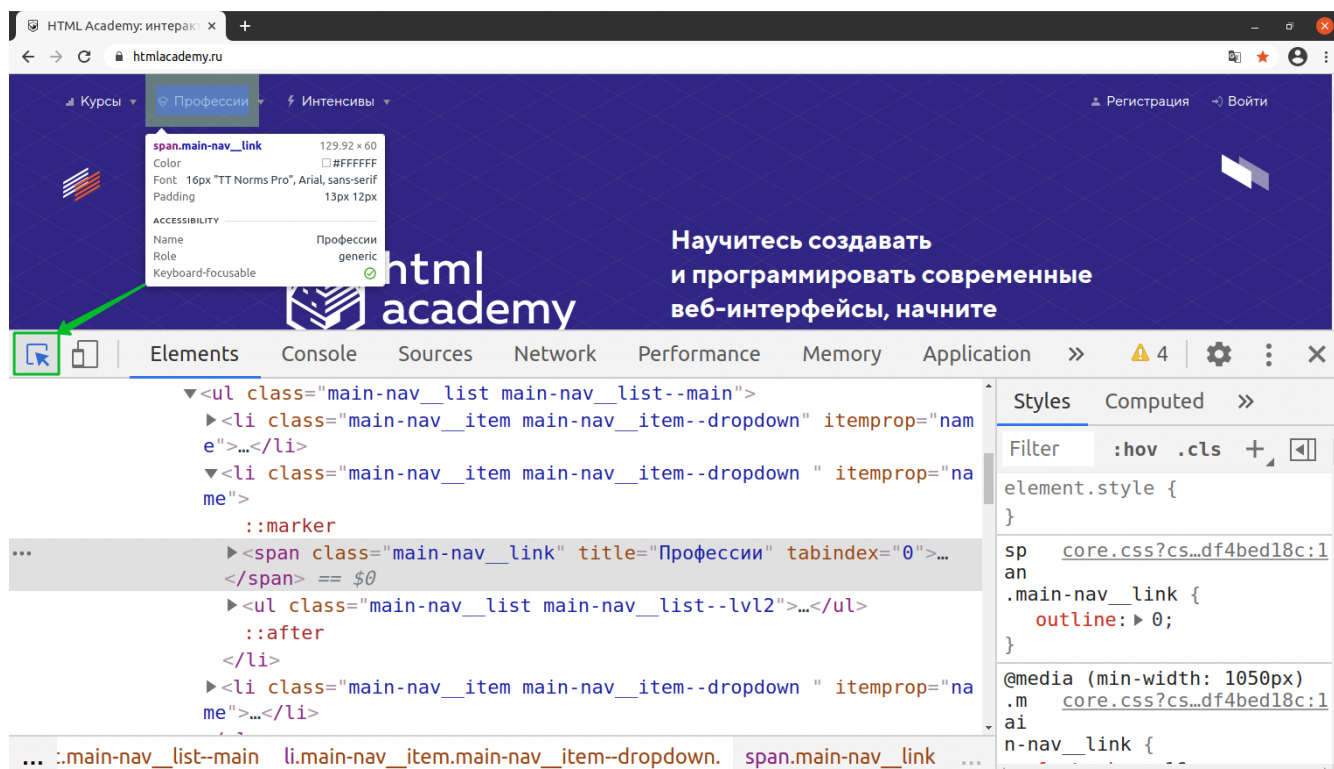 HTML Academy: интерак
htmlacademy.ru
Курсы Профессии Интенсивы Регистрация Войти
span.main-nav__link 129.92 × 60
Color #FFFFFF
Font 16px "TT Norms Pro", Arial, sans-serif
Padding 13px 12px
ACCESSIBILITY
Name Профессии
Role generic
Keyboard-focusable
html
academy
Научитесь создавать
и программировать современные
веб-интерфейсы, начните
Elements Console Sources Network Performance Memory Application » 4
▼<ul class="main-nav__list main-nav__list--main">
▶<li class="main-nav__item main-nav__item--dropdown" itemprop="nam
e">…</li>
▼<li class="main-nav__item main-nav__item--dropdown " itemprop="na
me">
::marker
▶<span class="main-nav__link" title="Профессии" tabindex="0">…
</span> == $0
▶<ul class="main-nav__list main-nav__list--lvl2">…</ul>
::after
</li>
▶<li class="main-nav__item main-nav__item--dropdown " itemprop="na
me">…</li>
... t.main-nav__list--main li.main-nav__item.main-nav__item--dropdown. span.main-nav__link ...
Styles Computed »
Filter :hov .cls +
element.style {
}
sp core.css?cs…df4bed18c:1
an
.main-nav__link {
outline: ▶ 0;
}
@media (min-width: 1050px)
.m core.css?cs…df4bed18c:1
ai
n-nav__link {